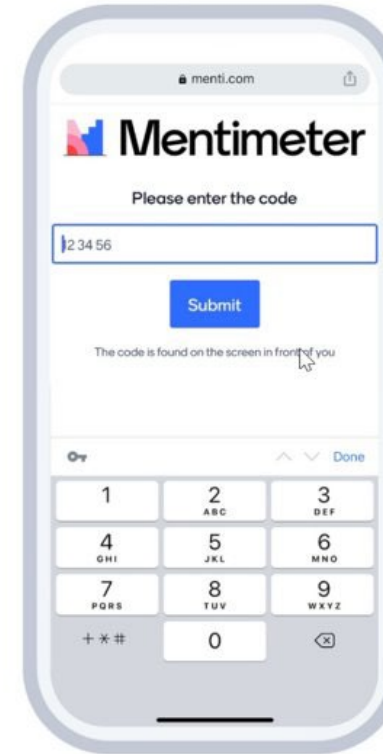 menti.com
Mentimeter
Please enter the code
12 34 56
Submit
The code is found on the screen in front of you
Done
1 2 3
ABC DEF
4 5 6
GHI JKL MNO
7 8 9
PQRS TUV WXYZ
+ * # 0